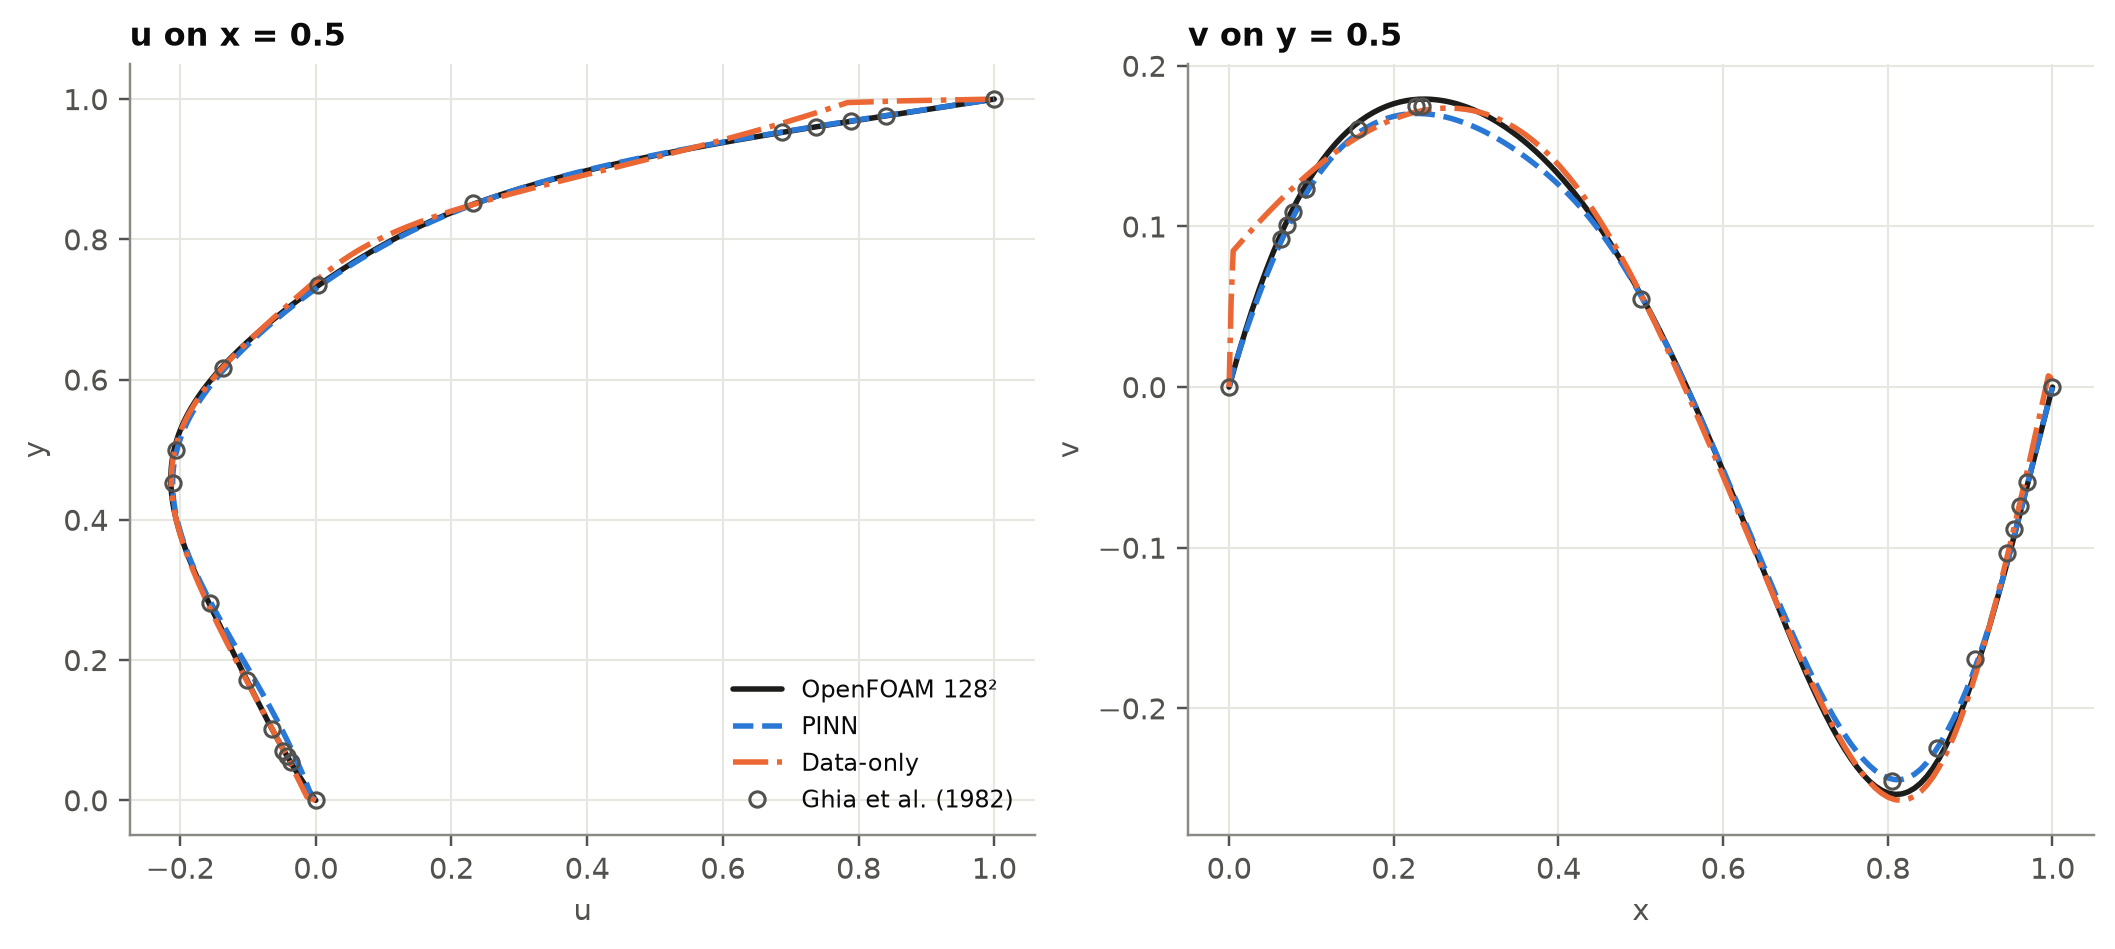 u on x = 0.5
1.0
0.8
0.6
0.4
0.2
0.0
y
−0.2 0.0 0.2 0.4 0.6 0.8 1.0
u
OpenFOAM 128²
PINN
Data-only
Ghia et al. (1982)
v on y = 0.5
0.2
0.1
0.0
−0.1
−0.2
v
0.0 0.2 0.4 0.6 0.8 1.0
x